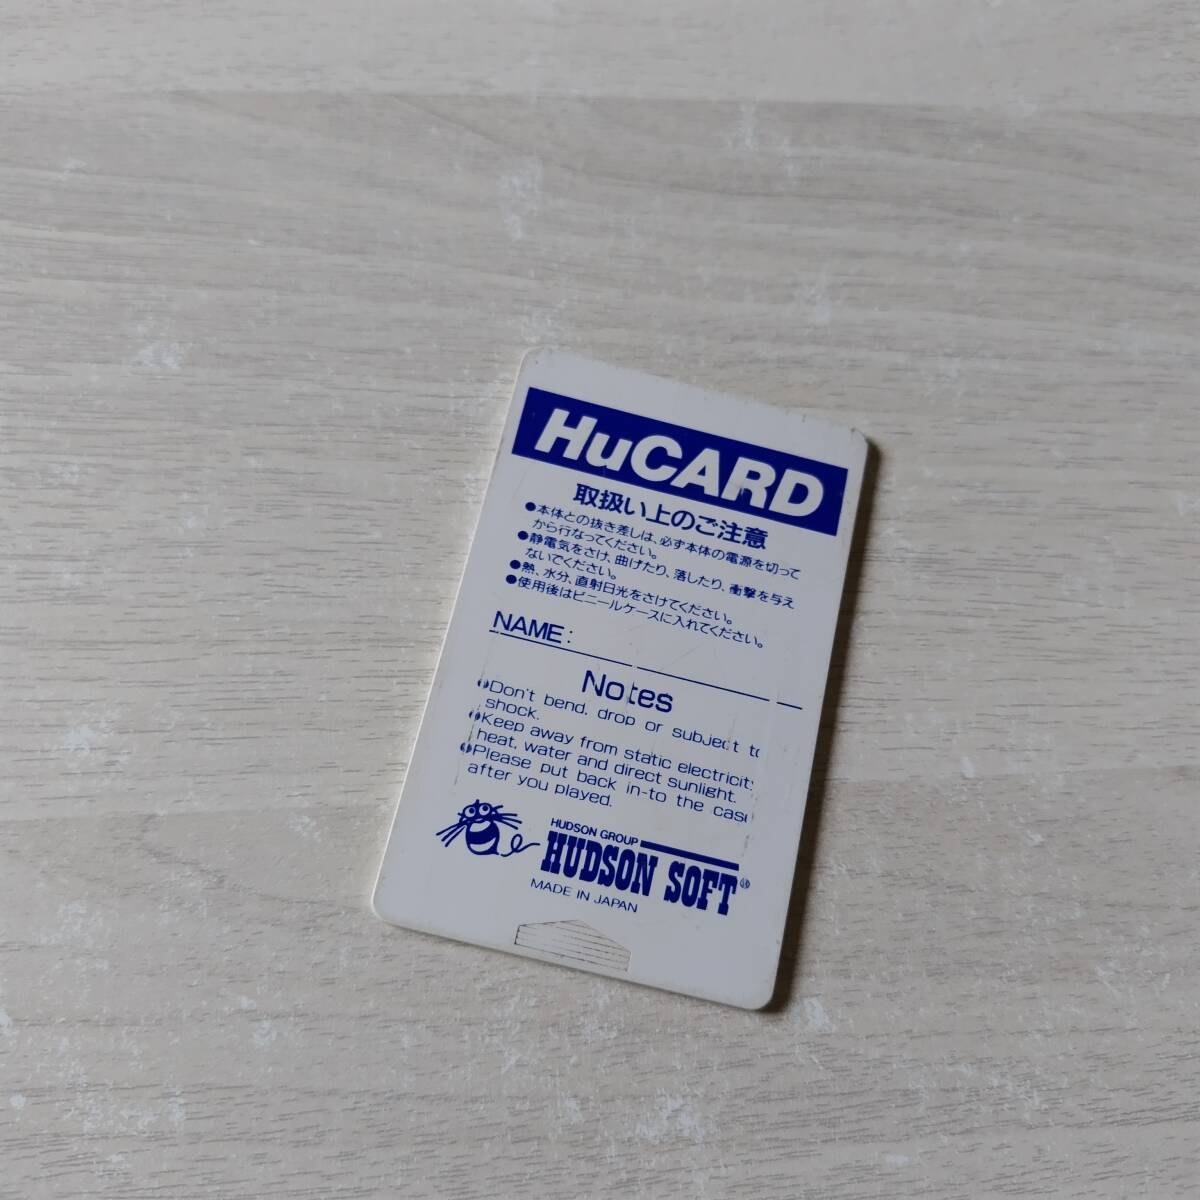 HuCARD
取扱い上のご注意
●本体との抜き差しは、必ず本体の電源を切って
から行なってください。
●静電気をさけ、曲げたり、落したり、衝撃を与え
ないでください。
●熱、水分、直射日光をさけてください。
●使用後はビニールケースに入れてください。
NAME:
Notes
●Don't bend, drop or subject to
shock.
●Keep away from static electricity,
heat, water and direct sunlight.
●Please put back in-to the case
after you played.
HUDSON GROUP
HUDSON SOFT®
MADE IN JAPAN